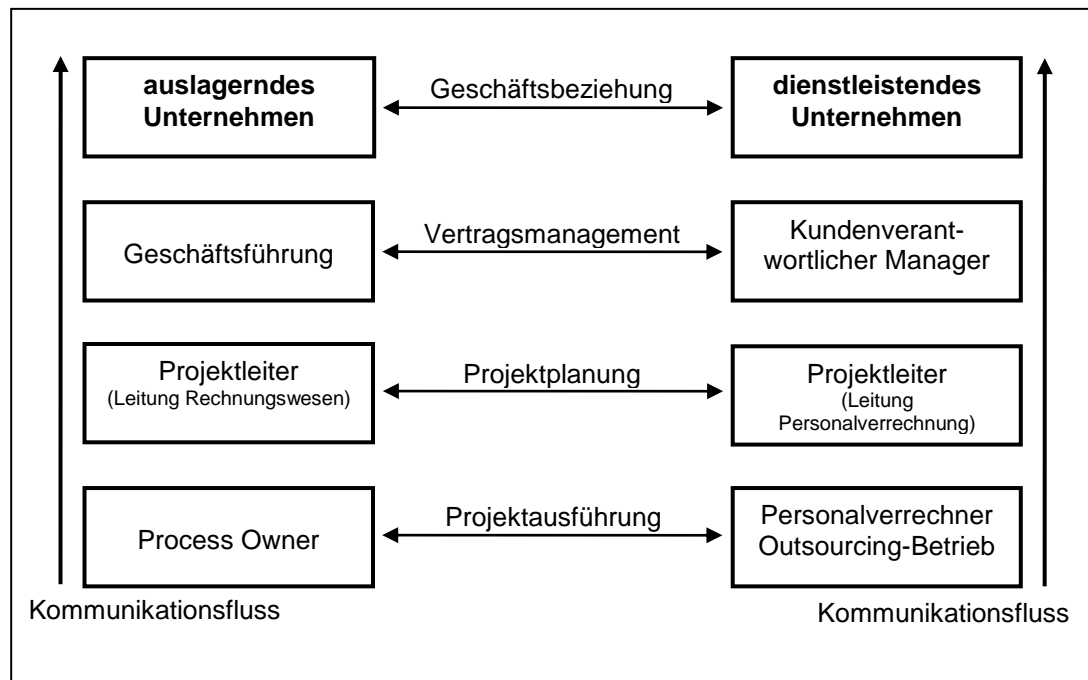 auslagerndes
Unternehmen
Geschäftsbeziehung
dienstleistendes
Unternehmen
Geschäftsführung
Vertragsmanagement
Kundenverant-
wortlicher Manager
Projektleiter
(Leitung Rechnungswesen)
Projektplanung
Projektleiter
(Leitung
Personalverrechnung)
Process Owner
Projektausführung
Personalverrechner
Outsourcing-Betrieb
Kommunikationsfluss
Kommunikationsfluss